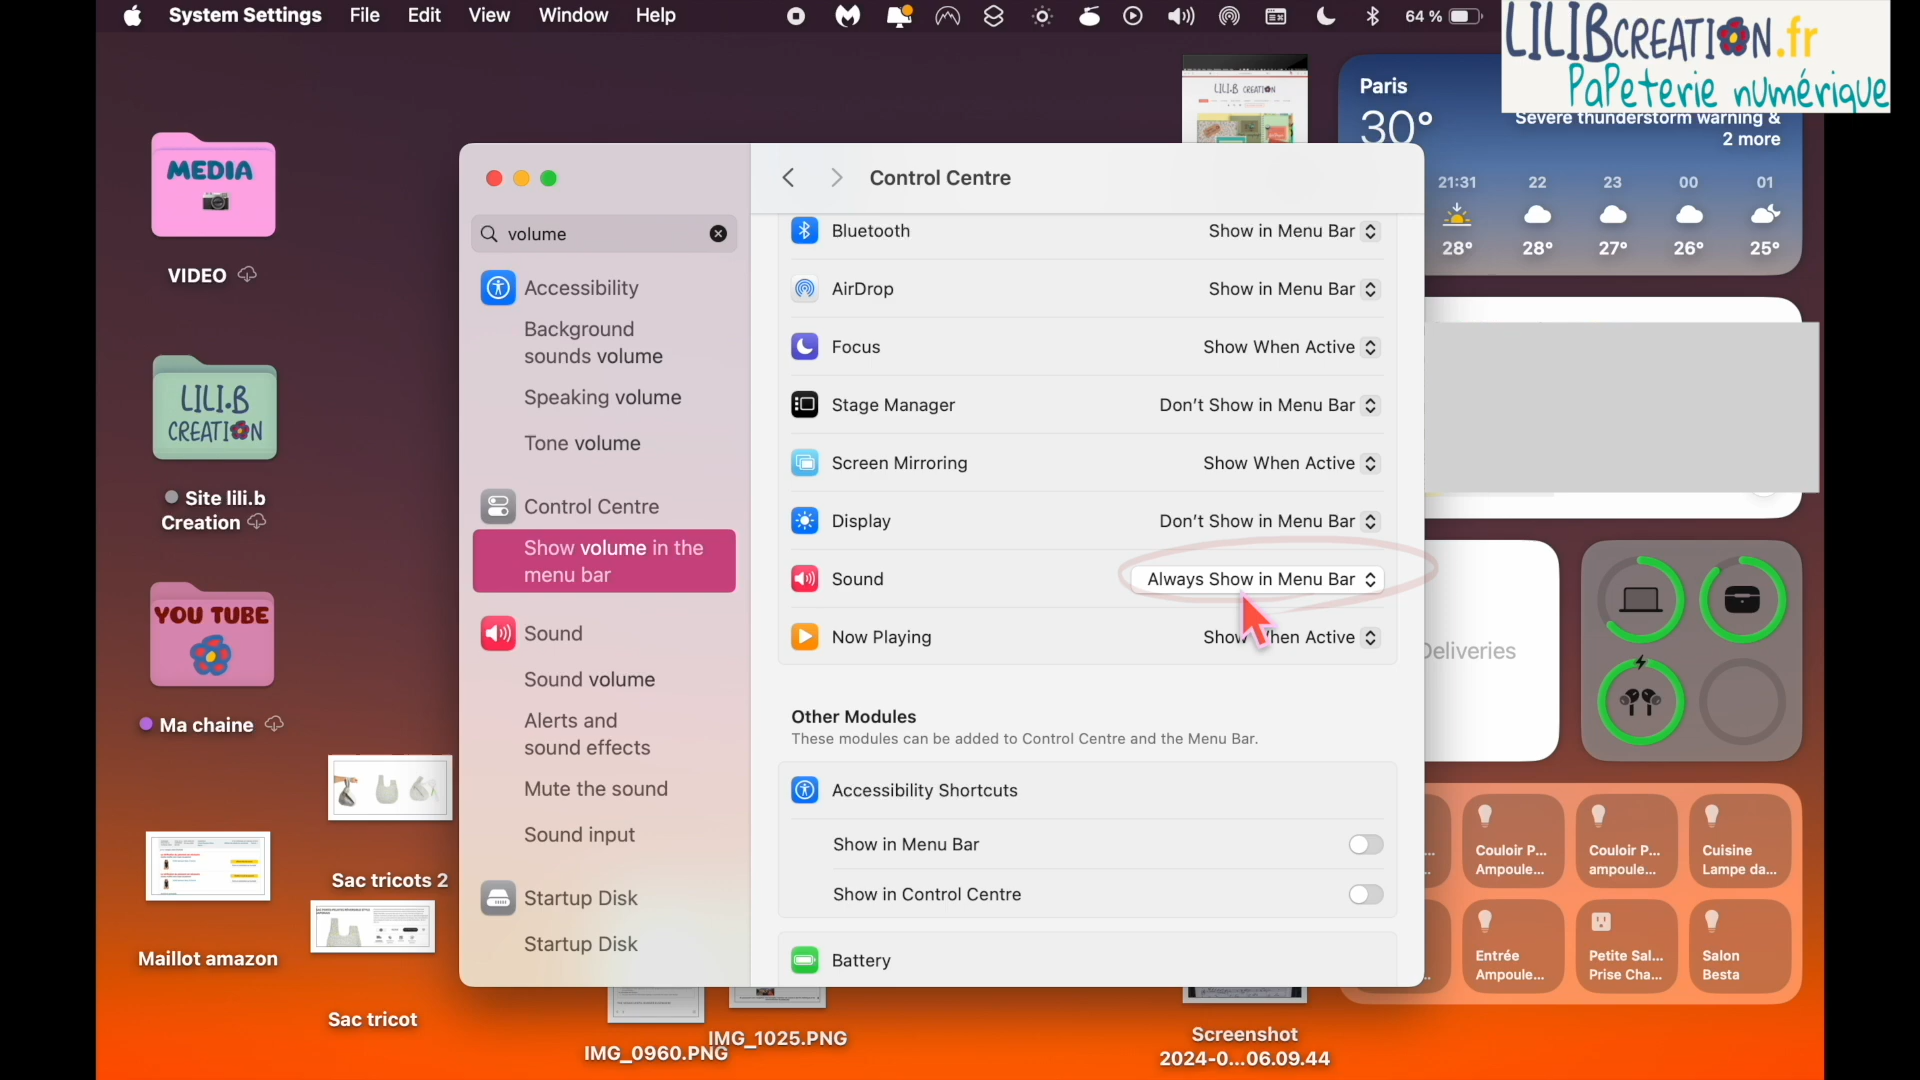 System Settings File Edit View Window Help
64 %
LILIBCREATION.fr
PaPeterie numérique
MEDIA
VIDEO
LILI.B
CREATION
Site lili.b
Creation
YOU TUBE
Ma chaine
Sac tricots 2
Maillot amazon
Sac tricot
IMG_0960.PNG
IMG_1025.PNG
Screenshot
2024-0...06.09.44
LILI.B CREATION
volume
Accessibility
Background
sounds volume
Speaking volume
Tone volume
Control Centre
Show volume in the
menu bar
Sound
Sound volume
Alerts and
sound effects
Mute the sound
Sound input
Startup Disk
Startup Disk
Control Centre
Bluetooth Show in Menu Bar
AirDrop Show in Menu Bar
Focus Show When Active
Stage Manager Don’t Show in Menu Bar
Screen Mirroring Show When Active
Display Don’t Show in Menu Bar
Sound Always Show in Menu Bar
Now Playing Show When Active
Other Modules
These modules can be added to Control Centre and the Menu Bar.
Accessibility Shortcuts
Show in Menu Bar
Show in Control Centre
Battery
Paris
30°
Severe thunderstorm warning &
2 more
21:31 22 23 00 01
28° 28° 27° 26° 25°
Deliveries
Couloir P...
Ampoule...
Couloir P...
ampoule...
Cuisine
Lampe da...
Entrée
Ampoule...
Petite Sal...
Prise Cha...
Salon
Besta